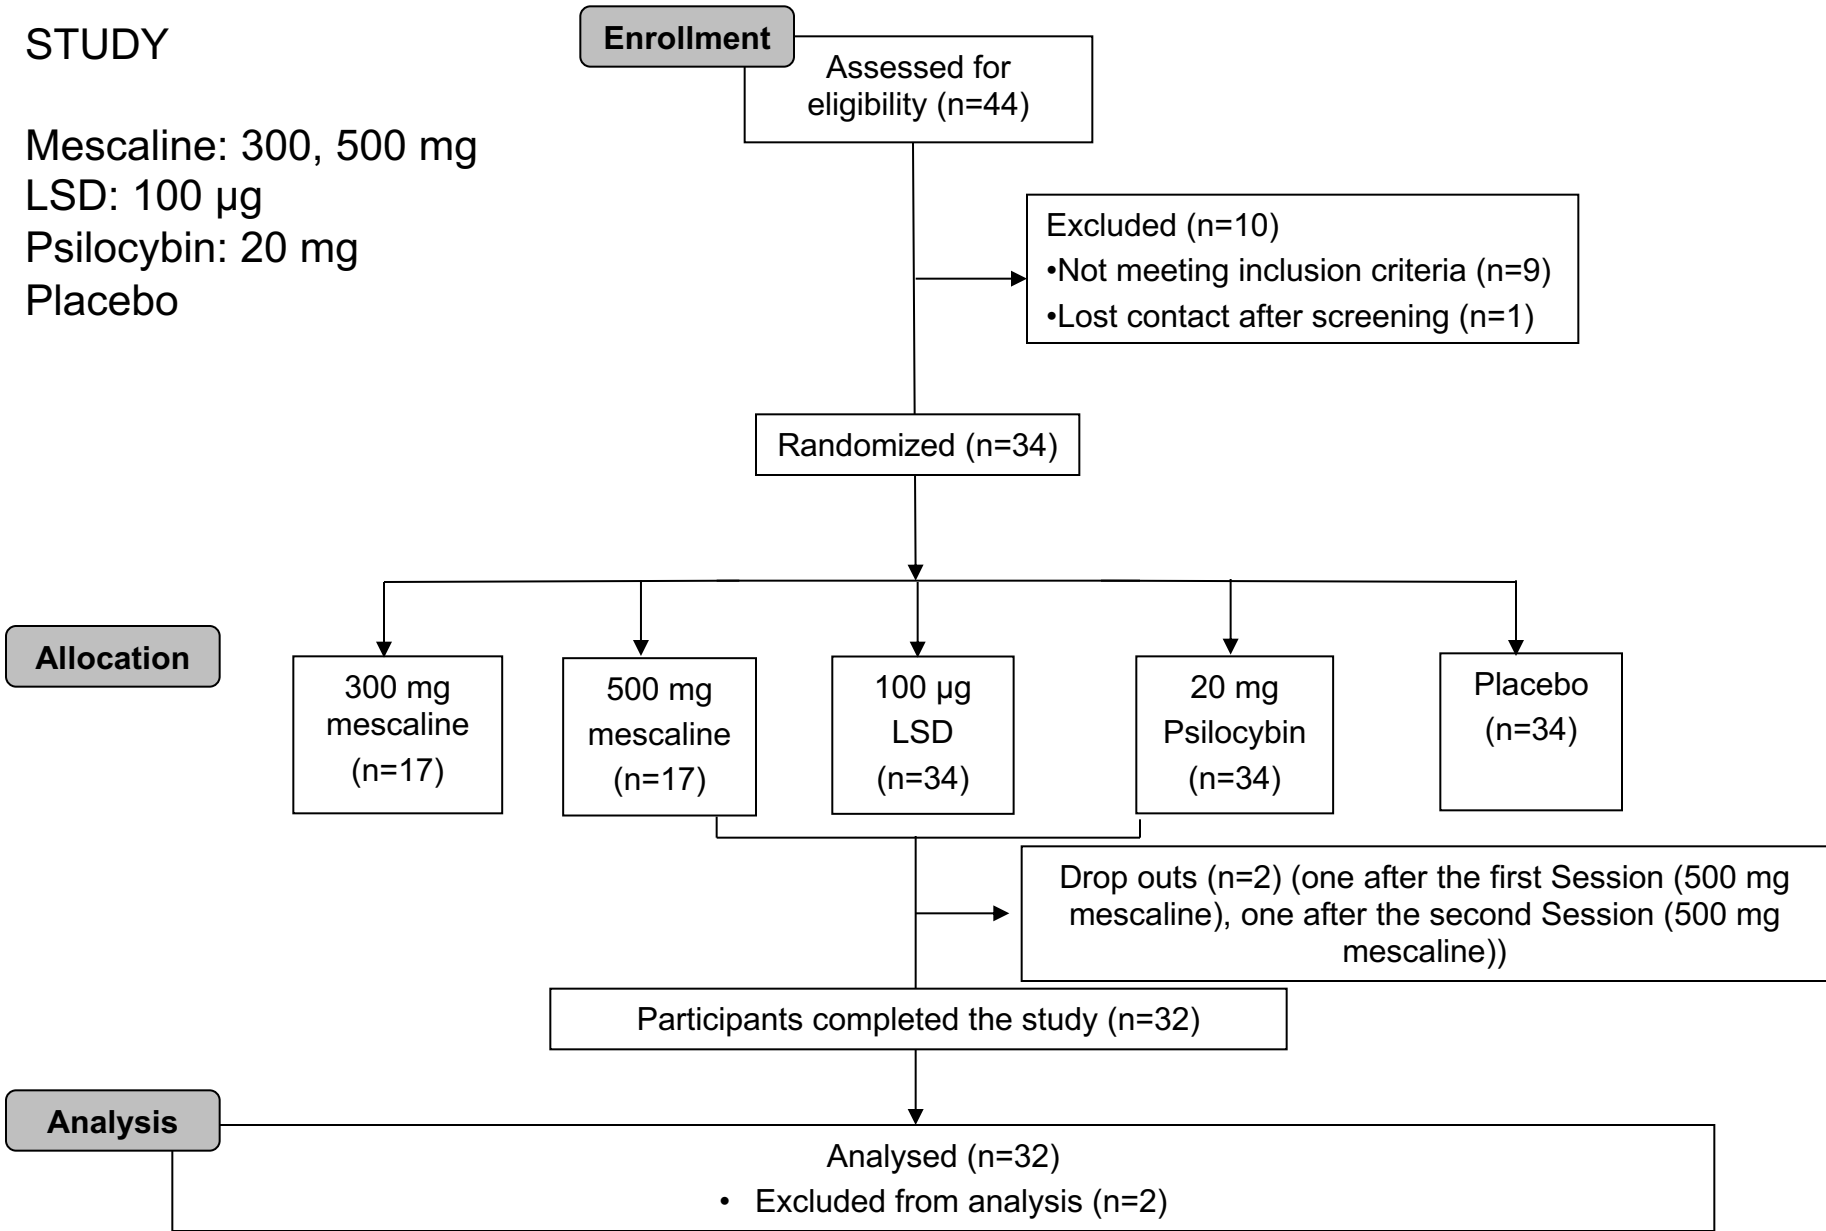 STUDY
Mescaline: 300, 500 mg
LSD: 100 µg
Psilocybin: 20 mg
Placebo
Enrollment
Assessed for
eligibility (n=44)
Excluded (n=10)
•Not meeting inclusion criteria (n=9)
•Lost contact after screening (n=1)
Randomized (n=34)
Allocation
300 mg
mescaline
(n=17)
500 mg
mescaline
(n=17)
100 µg
LSD
(n=34)
20 mg
Psilocybin
(n=34)
Placebo
(n=34)
Drop outs (n=2) (one after the first Session (500 mg
mescaline), one after the second Session (500 mg
mescaline))
Participants completed the study (n=32)
Analysis
Analysed (n=32)
• Excluded from analysis (n=2)